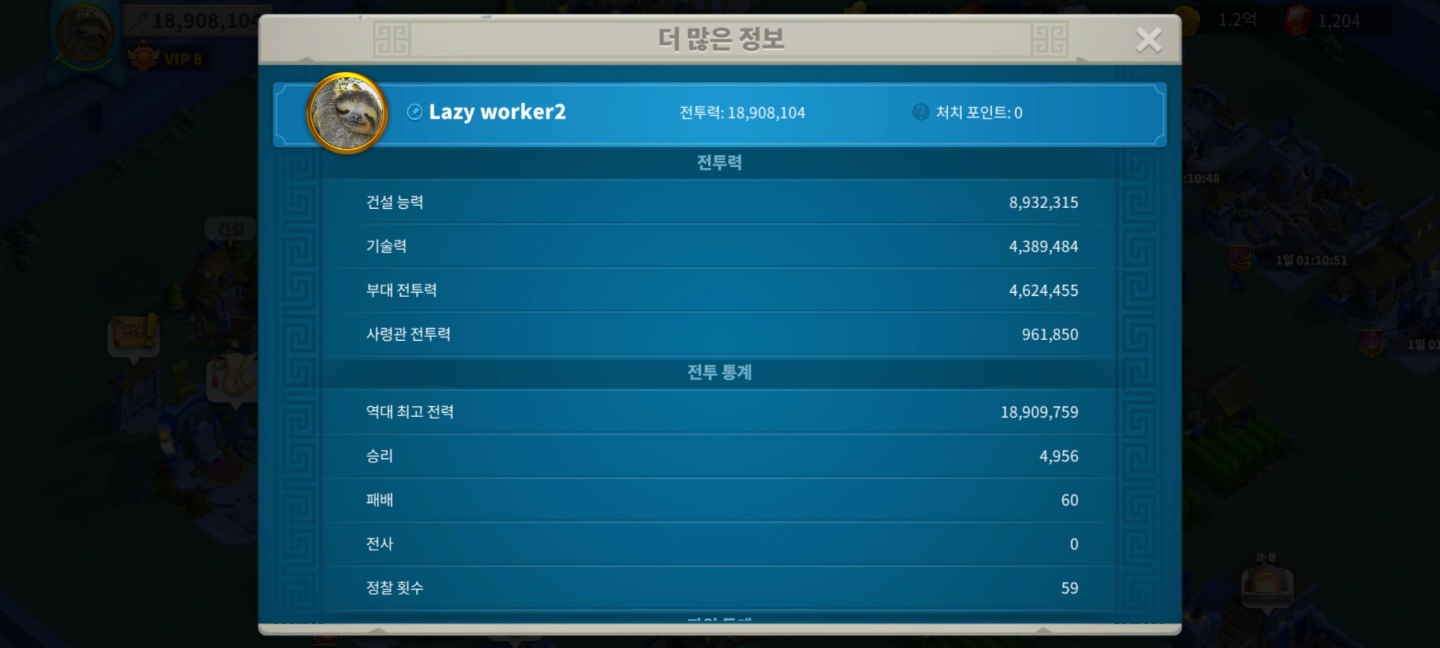 18,908,104
VIP 8
더 많은 정보
1.2억
1,204
Lazy worker2
전투력: 18,908,104
? 처치 포인트: 0
전투력
건설 능력 8,932,315
기술력 4,389,484
부대 전투력 4,624,455
사령관 전투력 961,850
전투 통계
역대 최고 전력 18,909,759
승리 4,956
패배 60
전사 0
정찰 횟수 59
건설
:10:48
1일 01:10:51
1일 01